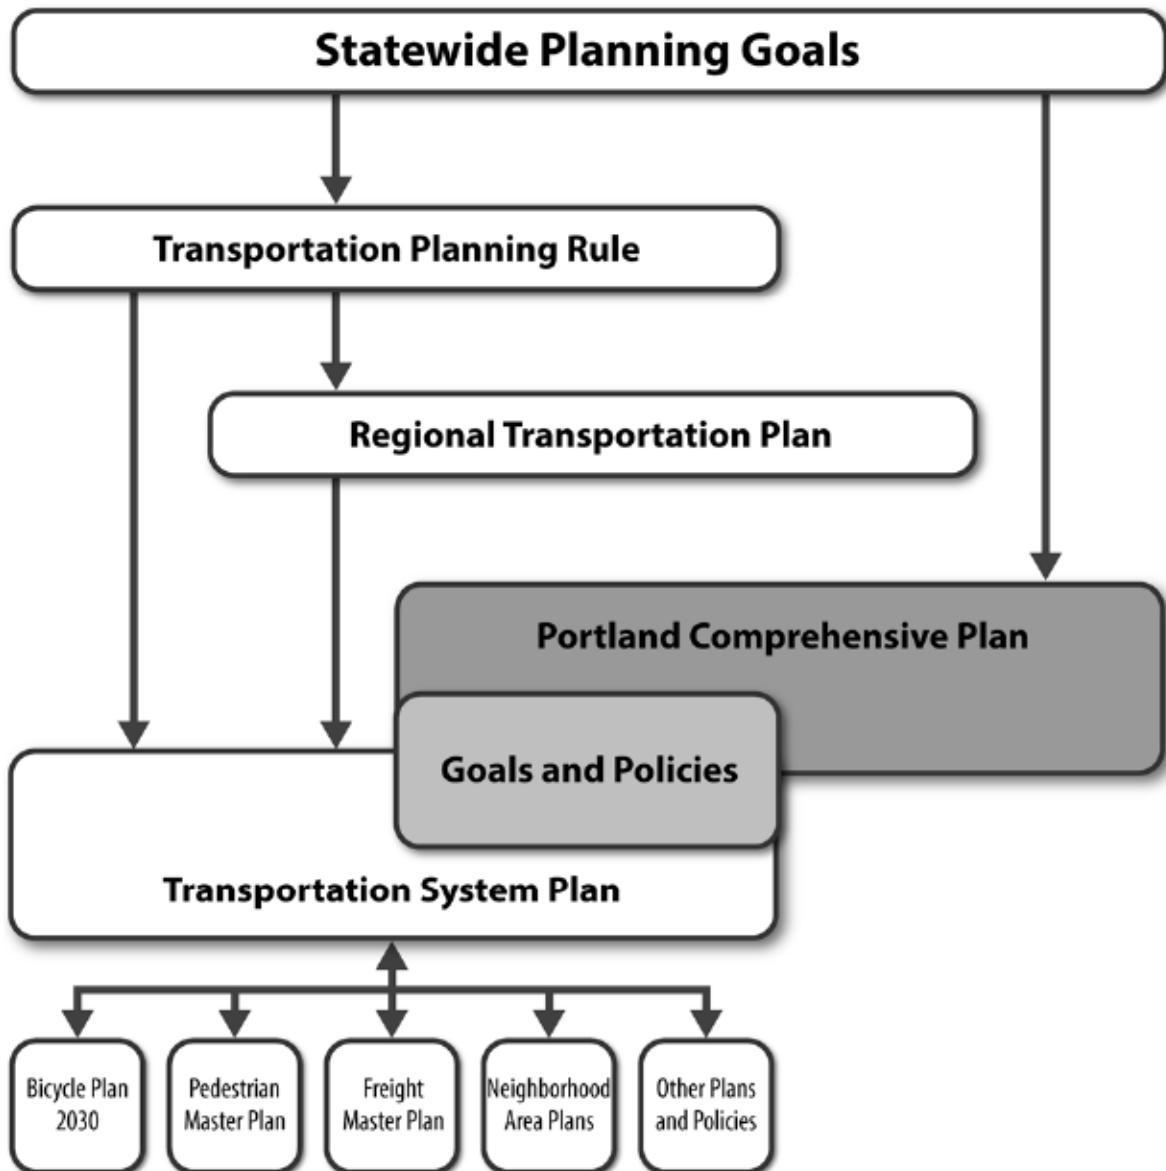 Statewide Planning Goals
Transportation Planning Rule
Regional Transportation Plan
Portland Comprehensive Plan
Goals and Policies
Transportation System Plan
Bicycle Plan
2030
Pedestrian
Master Plan
Freight
Master Plan
Neighborhood
Area Plans
Other Plans
and Policies